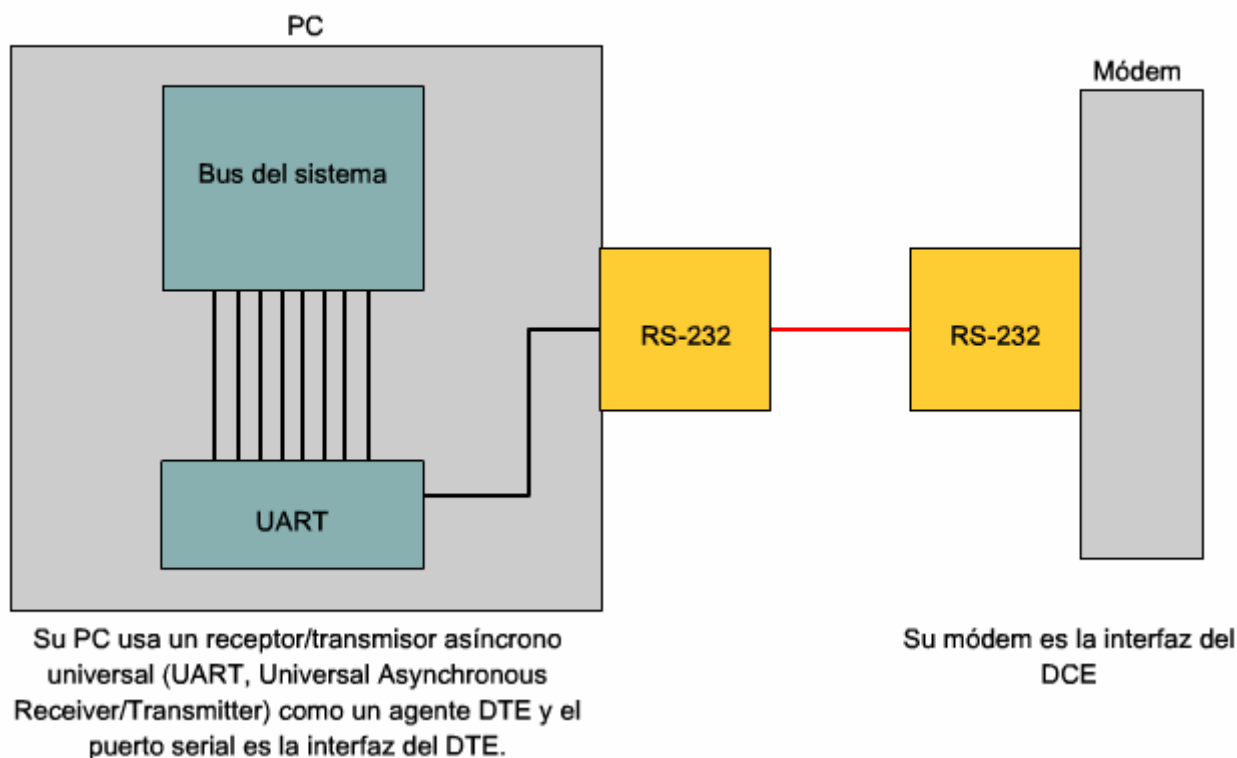 PC
Módem
Bus del sistema
RS-232
RS-232
UART
Su PC usa un receptor/transmisor asíncrono
universal (UART, Universal Asynchronous
Receiver/Transmitter) como un agente DTE y el
puerto serial es la interfaz del DTE.
Su módem es la interfaz del
DCE